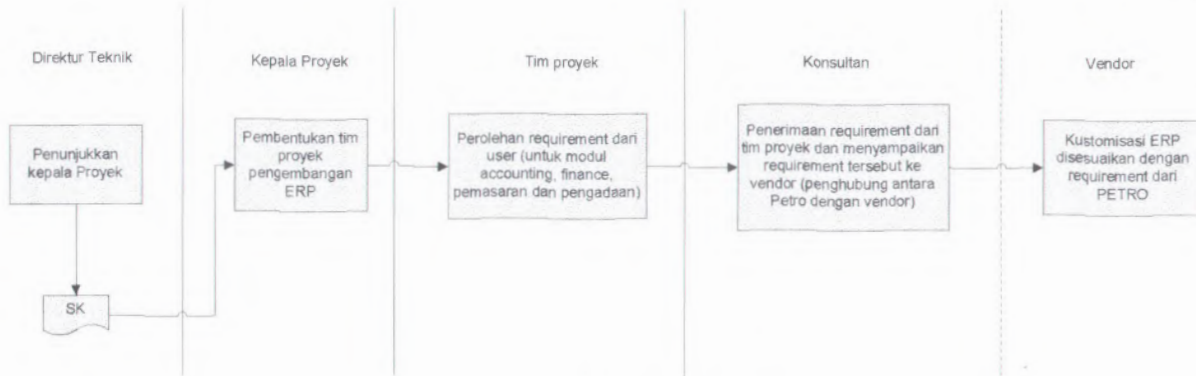 Direktur Teknik
Kepala Proyek
Tim proyek
Konsultan
Vendor
Penunjukkan
kepala Proyek
SK
Pembentukan tim
proyek
pengembangan
ERP
Perolehan requirement dari
user (untuk modul
accounting, finance,
pemasaran dan pengadaan)
Penerimaan requirement dari
tim proyek dan menyampaikan
requirement tersebut ke
vendor (penghubung antara
Petro dengan vendor)
Kustomisasi ERP
disesuaikan dengan
requirement dari
PETRO